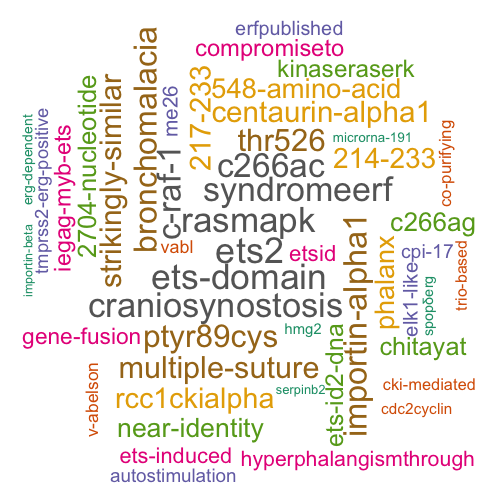 erfpublished
compromiseto
kinaseraserk
548-amino-acid
centaurin-alpha1
217-233
me26
bronchomalacia
strikingly-similar
2704-nucleotide
iegag-myb-ets
tmprss2-erg-positive
erg-dependent
importin-beta
c-raf-1
thr526
microrna-191
co-purifying
c266ac
214-233
syndromeerf
rasmapk
c266ag
vabl
ets2
etsid
importin-alpha1
phalanx
cpi-17
elk1-like
spopδerg
trio-based
ets-domain
craniosynostosis
gene-fusion
ptyr89cys
hmg2
ets-id2-dna
chitayat
multiple-suture
serpinb2
cki-mediated
v-abelson
rcc1ckialpha
cdc2cyclin
near-identity
ets-induced
hyperphalangismthrough
autostimulation